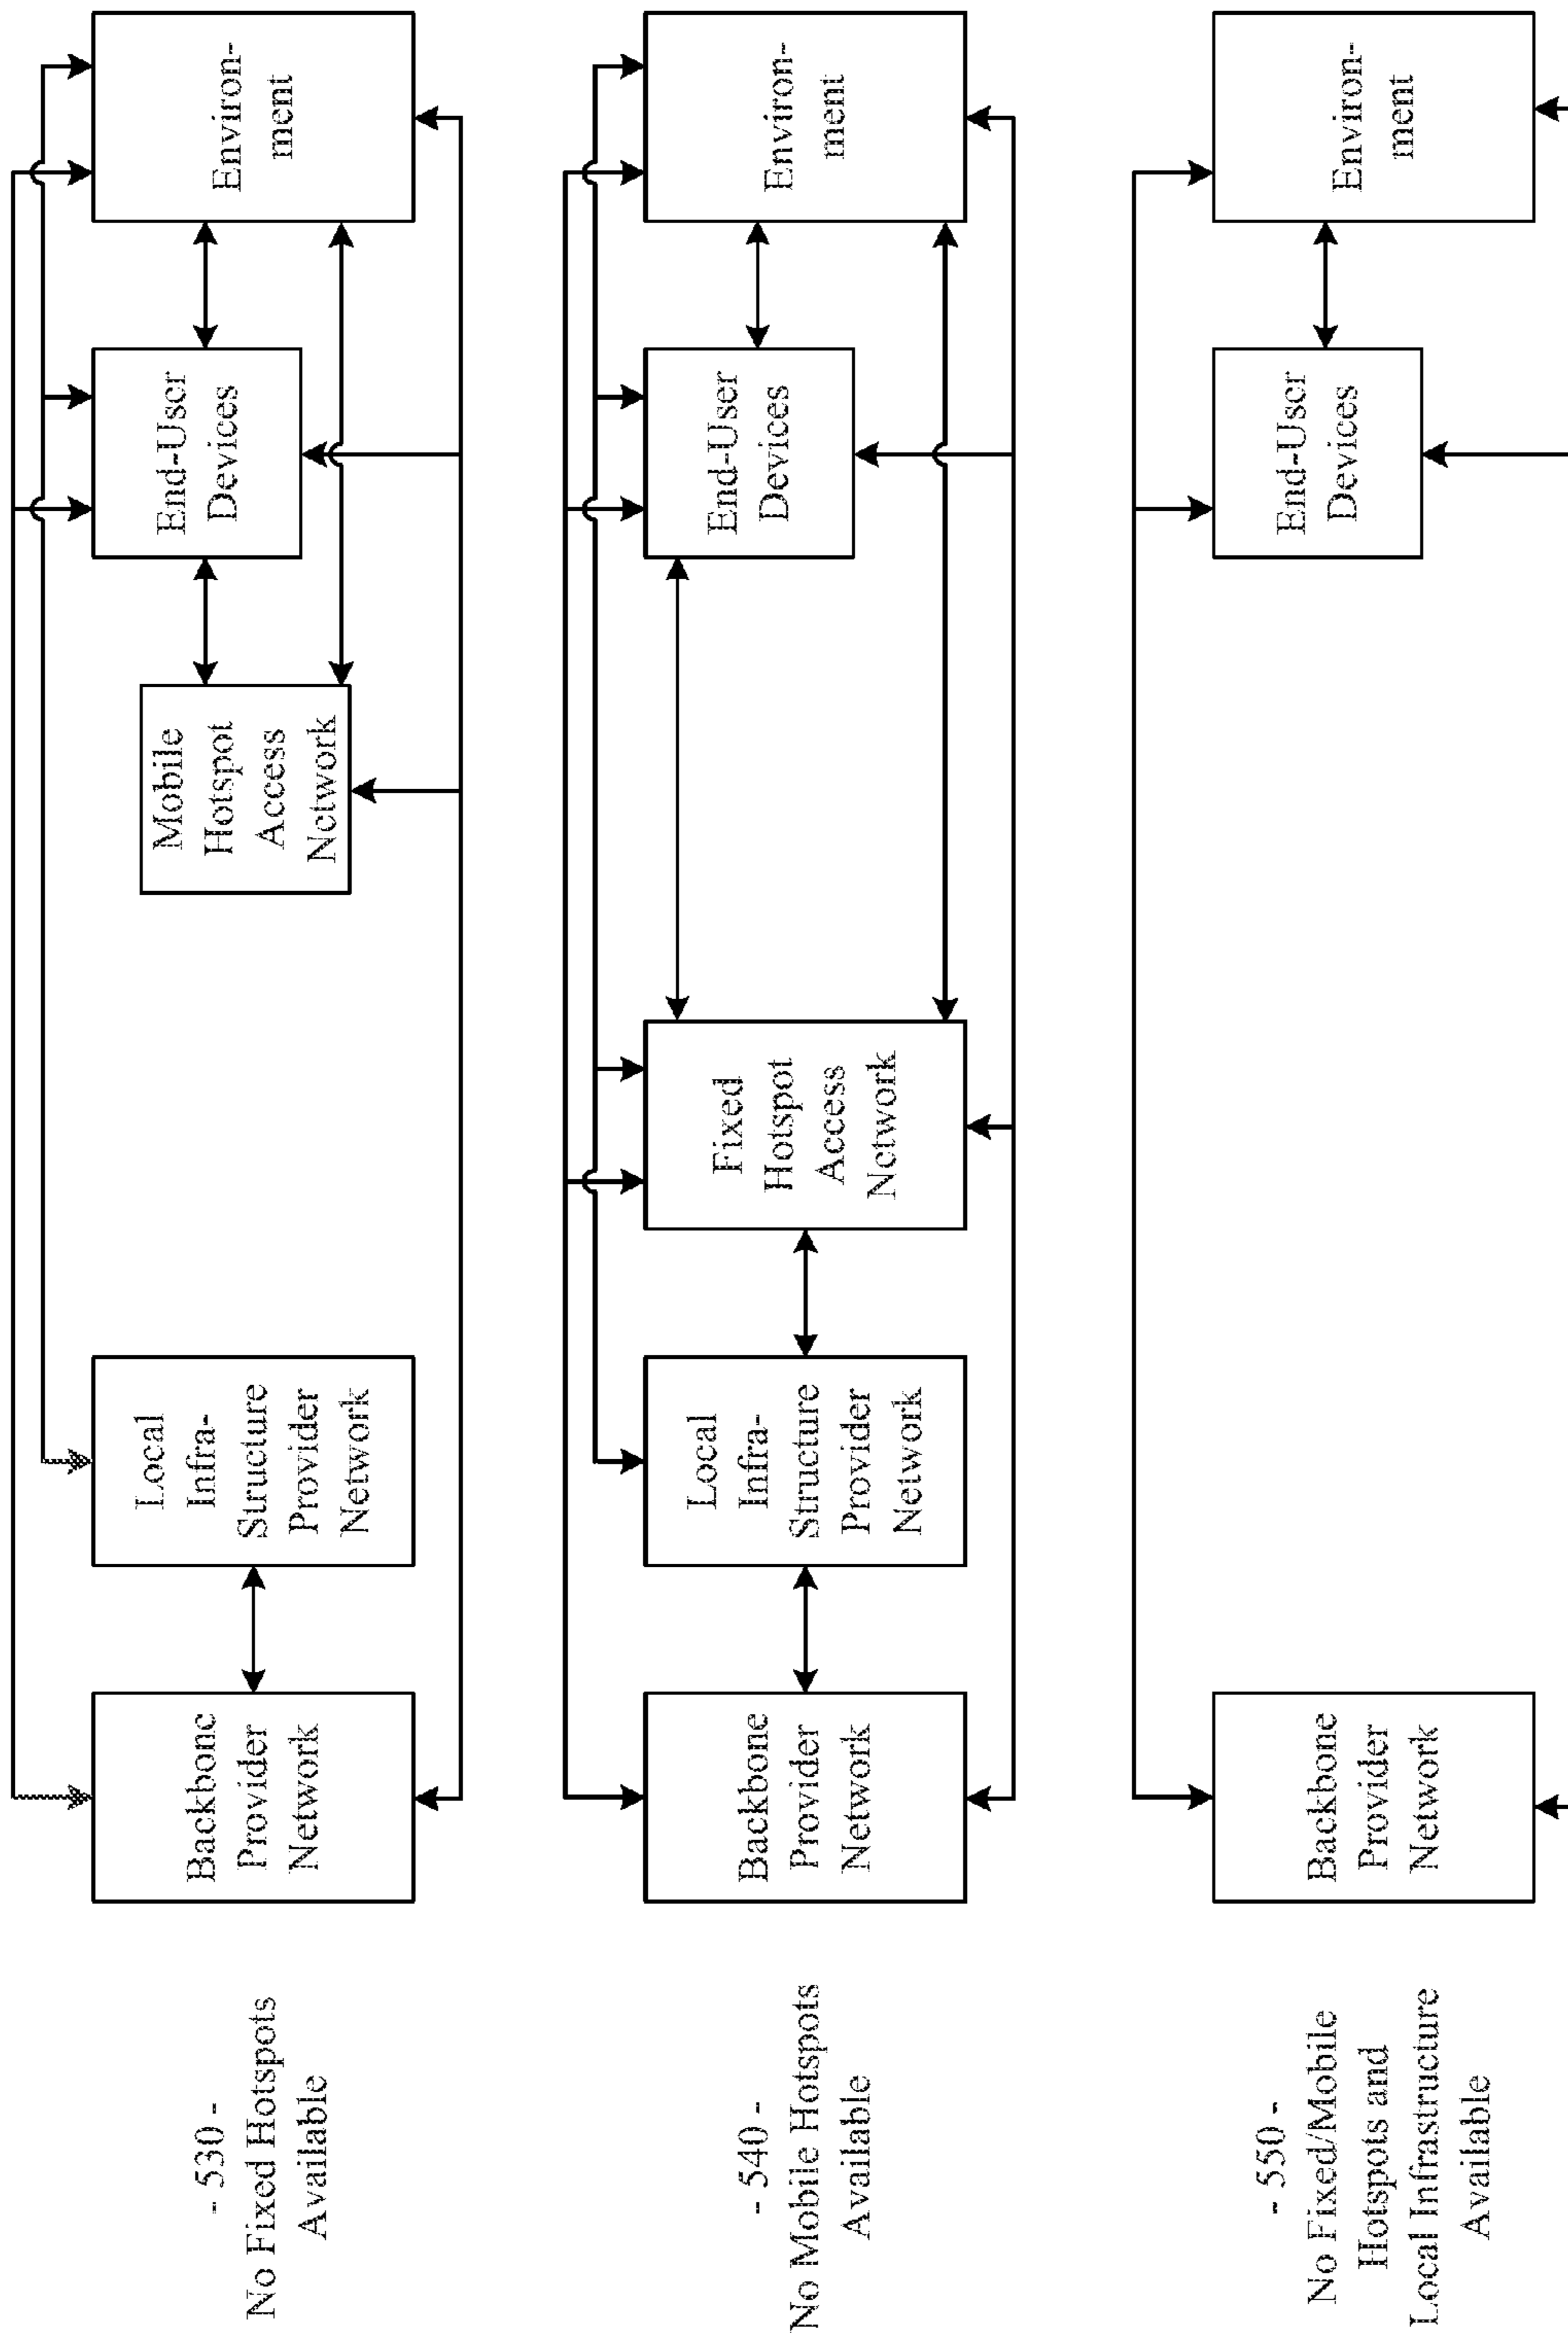 - 530 -
No Fixed Hotspots
Available
Backbone
Provider
Network
Local
Infra-
Structure
Provider
Network
Mobile
Hotspot
Access
Network
End-User
Devices
Environ-
ment
- 540 -
No Mobile Hotspots
Available
Backbone
Provider
Network
Local
Infra-
Structure
Provider
Network
Fixed
Hotspot
Access
Network
End-User
Devices
Environ-
ment
- 550 -
No Fixed/Mobile
Hotspots and
Local Infrastructure
Available
Backbone
Provider
Network
End-User
Devices
Environ-
ment